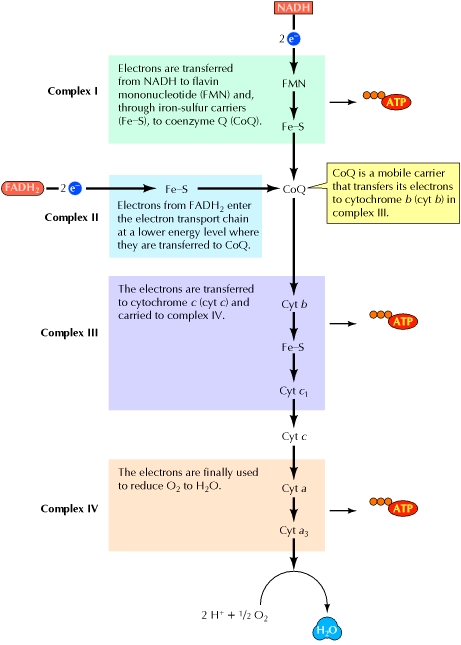 NADH
2 e⁻
Complex I
Electrons are transferred
from NADH to flavin
mononucleotide (FMN) and,
through iron-sulfur carriers
(Fe–S), to coenzyme Q (CoQ).
FMN
Fe–S
ATP
FADH₂
2 e⁻
Fe–S
CoQ
CoQ is a mobile carrier
that transfers its electrons
to cytochrome b (cyt b) in
complex III.
Complex II
Electrons from FADH₂ enter
the electron transport chain
at a lower energy level where
they are transferred to CoQ.
Complex III
The electrons are transferred
to cytochrome c (cyt c) and
carried to complex IV.
Cyt b
Fe–S
Cyt c₁
ATP
Cyt c
Complex IV
The electrons are finally used
to reduce O₂ to H₂O.
Cyt a
Cyt a₃
ATP
2 H⁺ + 1/2 O₂
H₂O